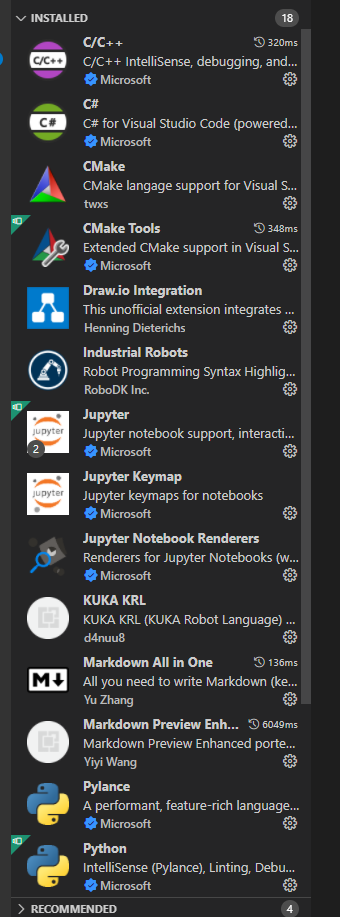 INSTALLED 18
C/C++ 320ms
C/C++ IntelliSense, debugging, and...
Microsoft
C#
C# for Visual Studio Code (powered...
Microsoft
CMake
CMake langage support for Visual S...
twxs
CMake Tools 348ms
Extended CMake support in Visual S...
Microsoft
Draw.io Integration
This unofficial extension integrates ...
Henning Dieterichs
Industrial Robots
Robot Programming Syntax Highlig...
RoboDK Inc.
Jupyter
Jupyter notebook support, interacti...
Microsoft
2
Jupyter Keymap
Jupyter keymaps for notebooks
Microsoft
Jupyter Notebook Renderers
Renderers for Jupyter Notebooks (w...
Microsoft
KUKA KRL
KUKA KRL (KUKA Robot Language) ...
d4nuu8
Markdown All in One 136ms
All you need to write Markdown (ke...
Yu Zhang
Markdown Preview Enh... 6049ms
Markdown Preview Enhanced porte...
Yiyi Wang
Pylance
A performant, feature-rich language...
Microsoft
Python
IntelliSense (Pylance), Linting, Debu...
Microsoft
RECOMMENDED 4
C/C++
C#
jupyter
jupyter
M